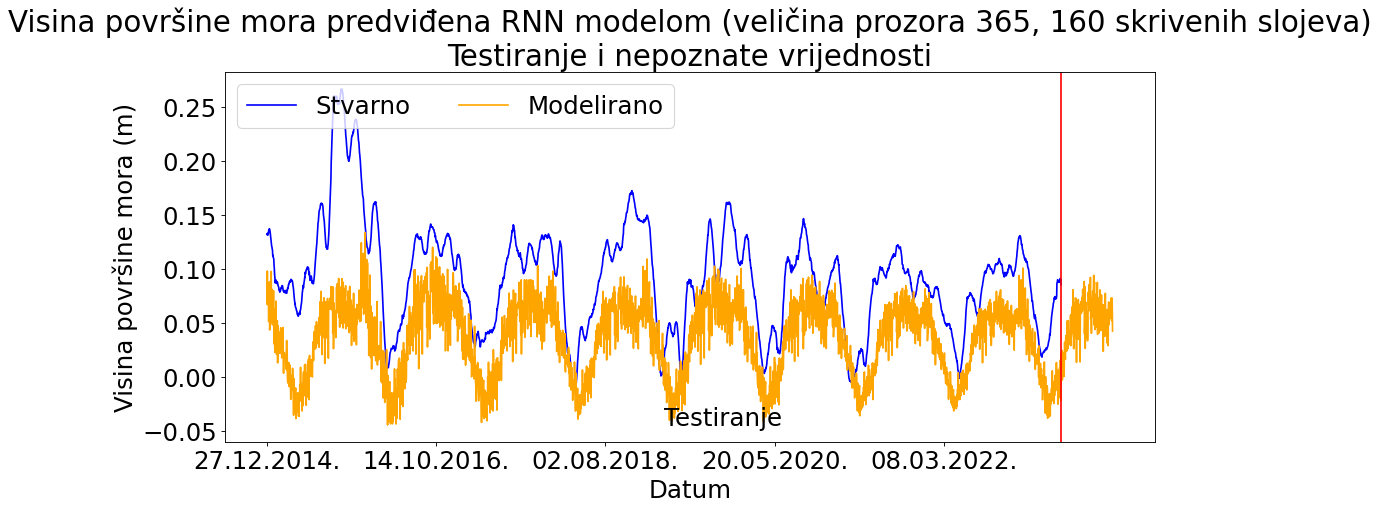 Visina površine mora predviđena RNN modelom (veličina prozora 365, 160 skrivenih slojeva)
Testiranje i nepoznate vrijednosti
Stvarno
Modelirano
Visina površine mora (m)
0.25
0.20
0.15
0.10
0.05
0.00
−0.05
Testiranje
27.12.2014.
14.10.2016.
02.08.2018.
20.05.2020.
08.03.2022.
Datum